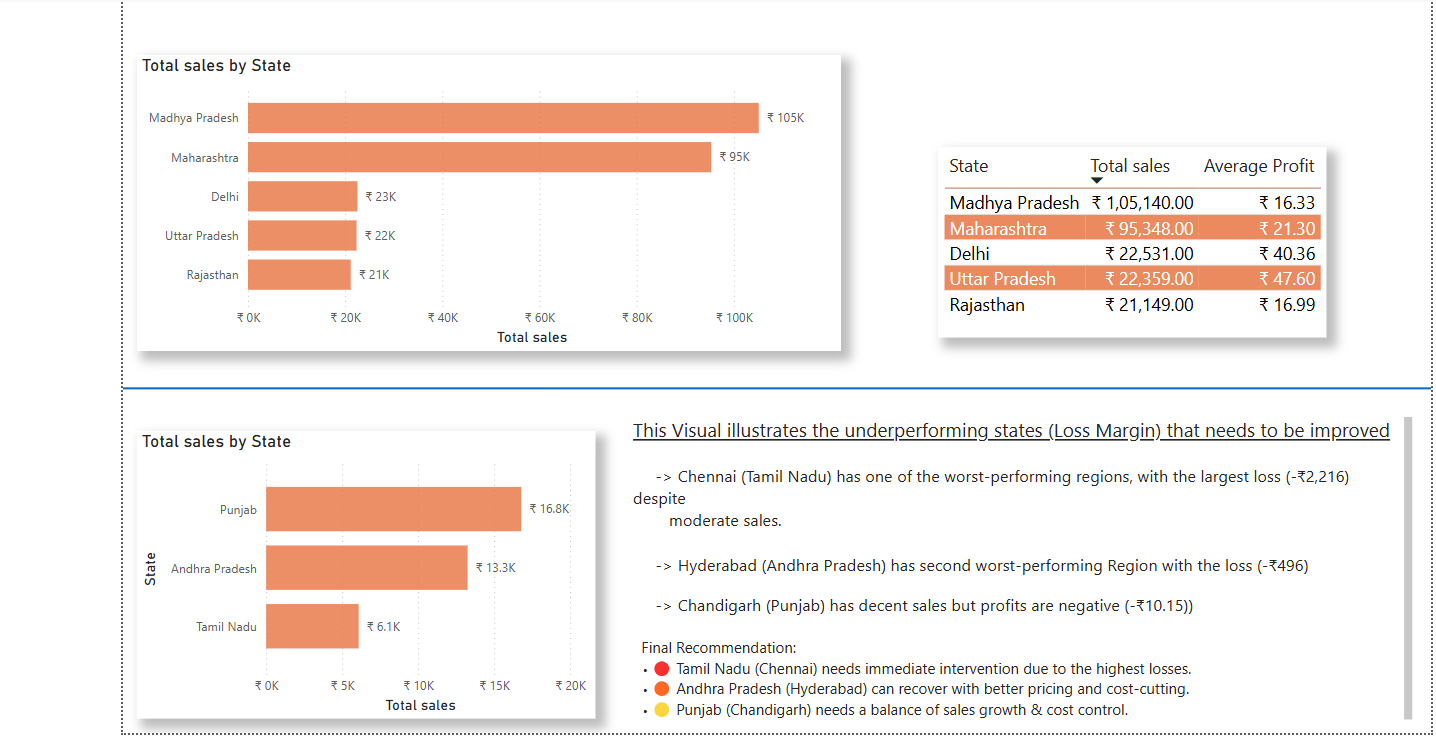 Total sales by State
Madhya Pradesh ₹ 105K
Maharashtra ₹ 95K
Delhi ₹ 23K
Uttar Pradesh ₹ 22K
Rajasthan ₹ 21K
₹ 0K ₹ 20K ₹ 40K ₹ 60K ₹ 80K ₹ 100K
Total sales
State Total sales Average Profit
Madhya Pradesh ₹ 1,05,140.00 ₹ 16.33
Maharashtra ₹ 95,348.00 ₹ 21.30
Delhi ₹ 22,531.00 ₹ 40.36
Uttar Pradesh ₹ 22,359.00 ₹ 47.60
Rajasthan ₹ 21,149.00 ₹ 16.99
Total sales by State
State
Punjab ₹ 16.8K
Andhra Pradesh ₹ 13.3K
Tamil Nadu ₹ 6.1K
₹ 0K ₹ 5K ₹ 10K ₹ 15K ₹ 20K
Total sales
This Visual illustrates the underperforming states (Loss Margin) that needs to be improved
-> Chennai (Tamil Nadu) has one of the worst-performing regions, with the largest loss (-₹2,216)
despite
moderate sales.
-> Hyderabad (Andhra Pradesh) has second worst-performing Region with the loss (-₹496)
-> Chandigarh (Punjab) has decent sales but profits are negative (-₹10.15))
Final Recommendation:
• 🔴 Tamil Nadu (Chennai) needs immediate intervention due to the highest losses.
• 🟠 Andhra Pradesh (Hyderabad) can recover with better pricing and cost-cutting.
• 🟡 Punjab (Chandigarh) needs a balance of sales growth & cost control.